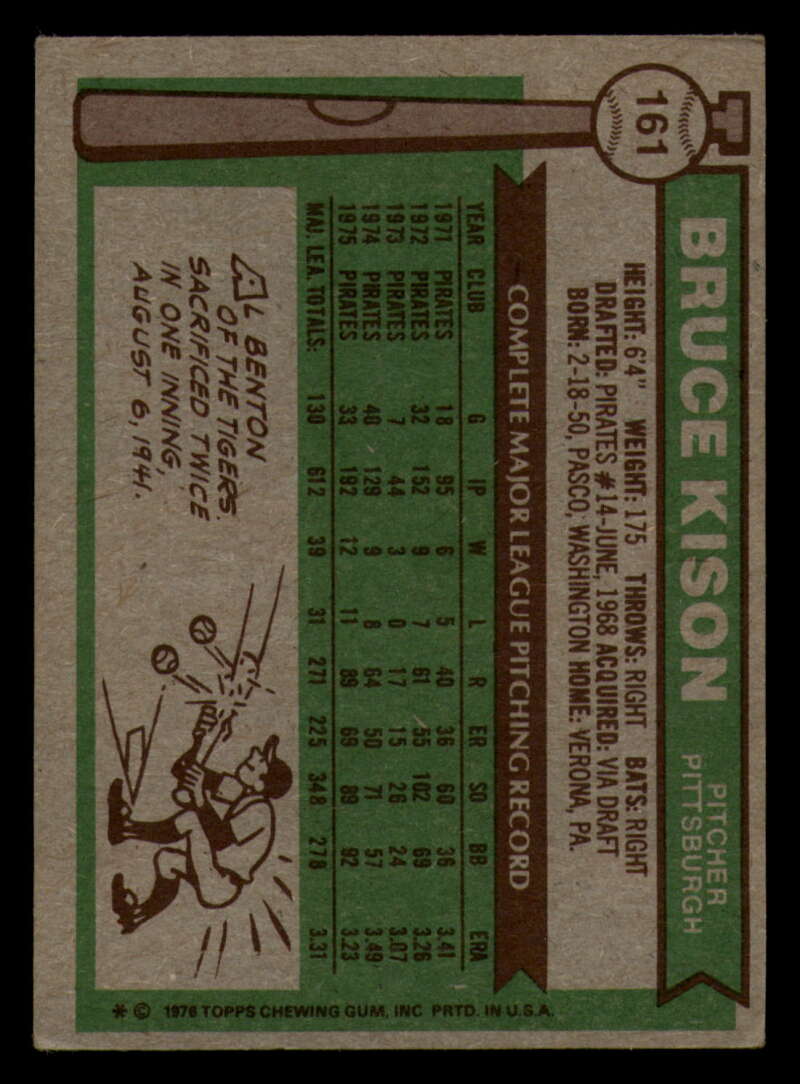 161
BRUCE KISON
PITCHER
PITTSBURGH
HEIGHT: 6'4" WEIGHT: 175 THROWS: RIGHT BATS: RIGHT
DRAFTED: PIRATES #14-JUNE, 1968 ACQUIRED: VIA DRAFT
BORN: 2-18-50, PASCO, WASHINGTON HOME: VERONA, PA.
COMPLETE MAJOR LEAGUE PITCHING RECORD
YEAR CLUB G IP W L R ER SO BB ERA
1971 PIRATES 18 95 6 5 40 36 60 36 3.41
1972 PIRATES 32 152 9 7 61 55 102 69 3.26
1973 PIRATES 7 44 3 0 17 15 26 24 3.07
1974 PIRATES 40 129 9 8 64 50 71 57 3.49
1975 PIRATES 33 192 12 11 89 69 89 92 3.23
MAJ. LEA. TOTALS: 130 612 39 31 271 225 348 278 3.31
AL BENTON
OF THE TIGERS
SACRIFICED TWICE
IN ONE INNING,
AUGUST 6, 1941.
* © 1976 TOPPS CHEWING GUM, INC PRTD. IN U.S.A.